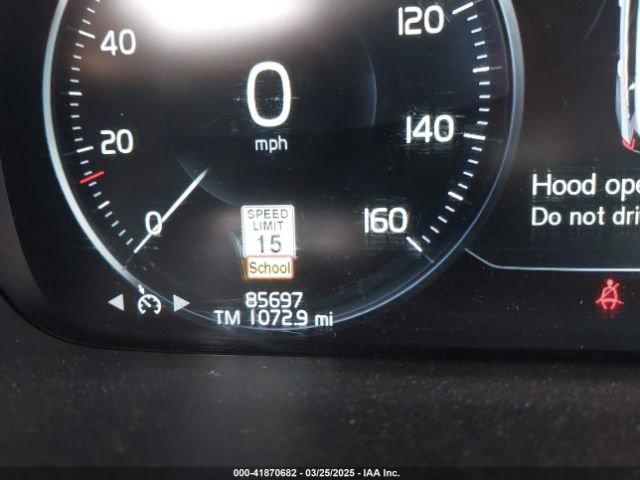 40
120
0
mph
20
140
Hood ope
Do not dri
0
SPEED
LIMIT
15
School
160
85697
TM 1072.9 mi
000-41870682 - 03/25/2025 - IAA Inc.